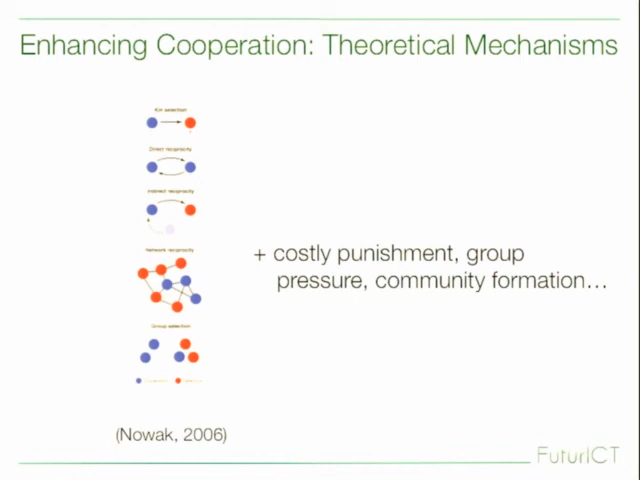 Enhancing Cooperation: Theoretical Mechanisms
Kin selection
Direct reciprocity
Indirect reciprocity
Network reciprocity
Group selection
+ costly punishment, group
pressure, community formation...
(Nowak, 2006)
FuturICT